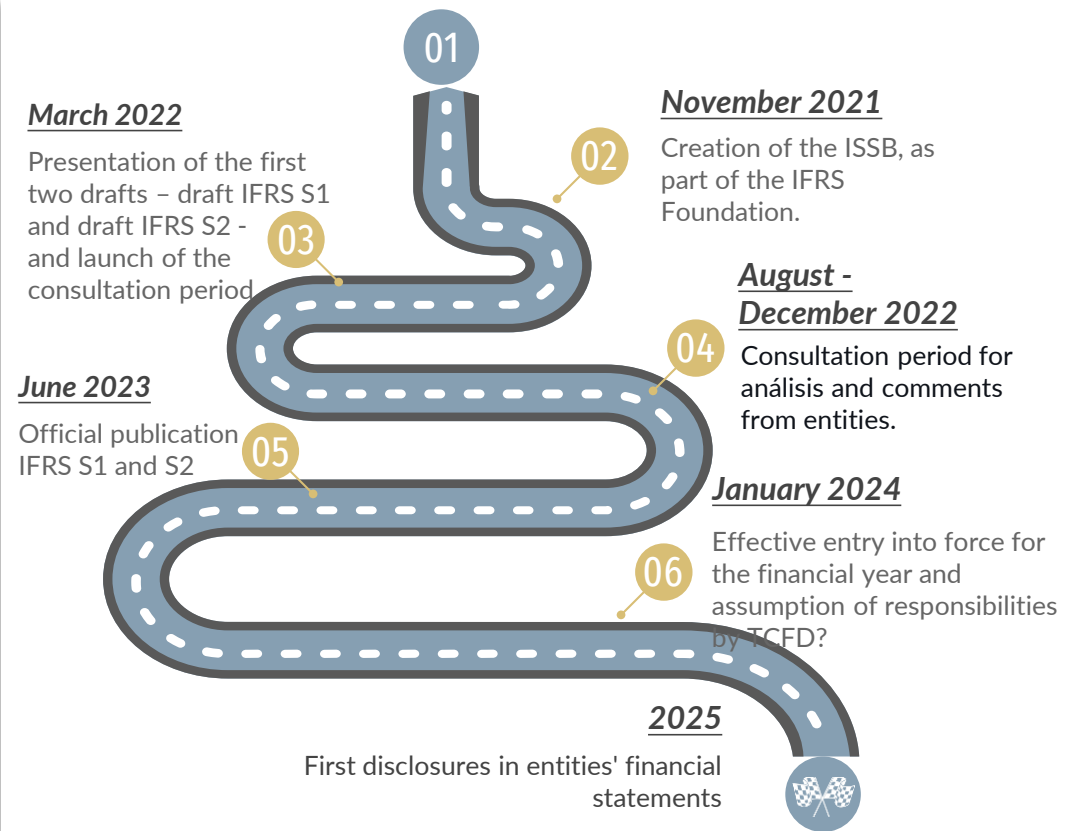 01
November 2021
02
Creation of the ISSB, as
part of the IFRS
Foundation.
March 2022
Presentation of the first
two drafts – draft IFRS S1
and draft IFRS S2 -
and launch of the
consultation period
03
August -
December 2022
04
Consultation period for
análisis and comments
from entities.
June 2023
Official publication
IFRS S1 and S2
05
January 2024
06
Effective entry into force for
the financial year and
assumption of responsibilities
by TCFD?
2025
First disclosures in entities' financial
statements